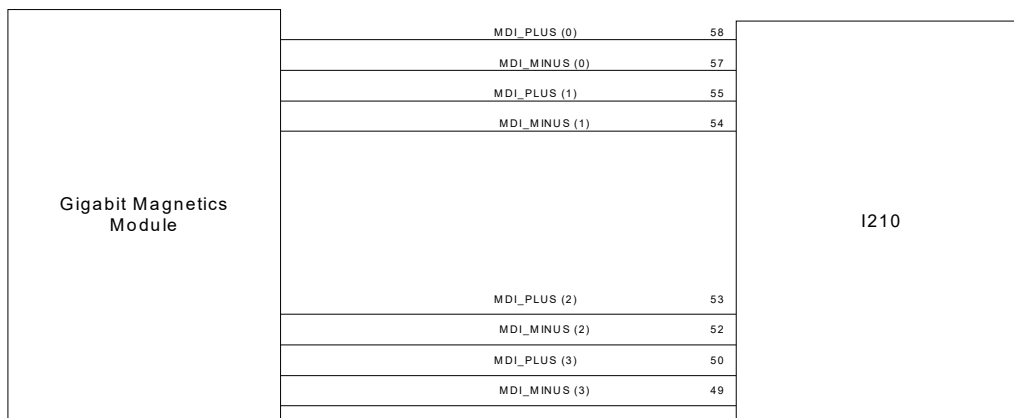 MDI_PLUS (0) 58
MDI_MINUS (0) 57
MDI_PLUS (1) 55
MDI_MINUS (1) 54
Gigabit Magnetics
Module
I210
MDI_PLUS (2) 53
MDI_MINUS (2) 52
MDI_PLUS (3) 50
MDI_MINUS (3) 49